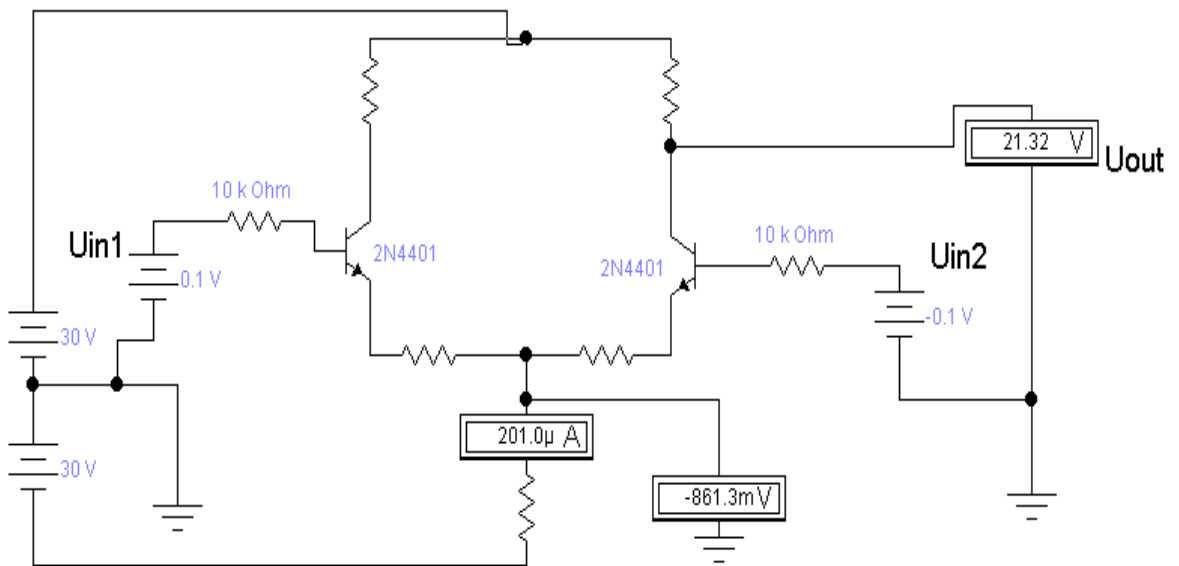 21.32 V
Uout
10 k Ohm
Uin1
2N4401
0.1 V
10 k Ohm
2N4401
Uin2
-0.1 V
30 V
201.0µ A
30 V
-861.3mV